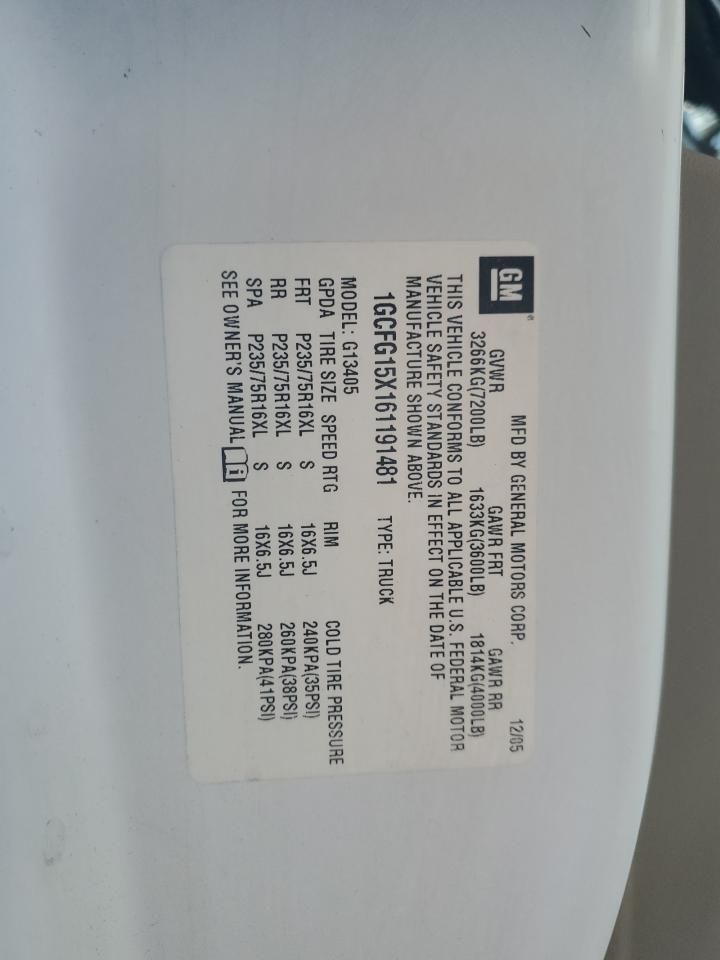 GM
MFD BY GENERAL MOTORS CORP. 12/05
GVWR GAWR FRT GAWR RR
3266KG(7200LB) 1633KG(3600LB) 1814KG(4000LB)
THIS VEHICLE CONFORMS TO ALL APPLICABLE U.S. FEDERAL MOTOR
VEHICLE SAFETY STANDARDS IN EFFECT ON THE DATE OF
MANUFACTURE SHOWN ABOVE.
1GCFG15X161191481 TYPE: TRUCK
MODEL: G13405
GPDA TIRE SIZE SPEED RTG RIM COLD TIRE PRESSURE
FRT P235/75R16XL S 16X6.5J 240KPA(35PSI)
RR P235/75R16XL S 16X6.5J 260KPA(38PSI)
SPA P235/75R16XL S 16X6.5J 280KPA(41PSI)
SEE OWNER'S MANUAL FOR MORE INFORMATION.